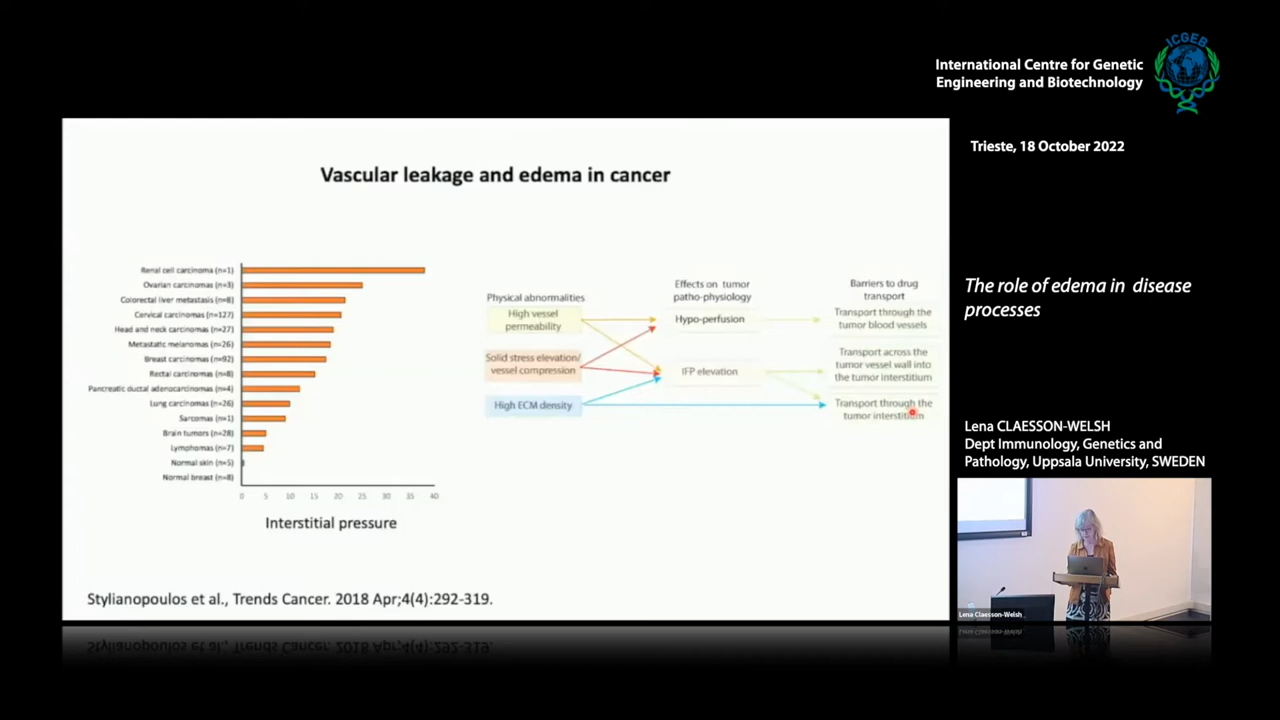 ICGEB
International Centre for Genetic
Engineering and Biotechnology
Trieste, 18 October 2022
Vascular leakage and edema in cancer
Renal cell carcinoma (n=1)
Ovarian carcinomas (n=3)
Colorectal liver metastasis (n=8)
Cervical carcinomas (n=127)
Head and neck carcinomas (n=27)
Metastatic melanomas (n=26)
Breast carcinomas (n=92)
Rectal carcinomas (n=8)
Pancreatic ductal adenocarcinomas (n=4)
Lung carcinomas (n=26)
Sarcomas (n=1)
Brain tumors (n=28)
Lymphomas (n=7)
Normal skin (n=5)
Normal breast (n=8)
0 5 10 15 20 25 30 35 40
Interstitial pressure
Physical abnormalities
High vessel
permeability
Solid stress elevation/
vessel compression
High ECM density
Effects on tumor
patho-physiology
Hypo-perfusion
IFP elevation
Barriers to drug
transport
Transport through the
tumor blood vessels
Transport across the
tumor vessel wall into
the tumor interstitium
Transport through the
tumor interstitium
Stylianopoulos et al., Trends Cancer. 2018 Apr;4(4):292-319.
The role of edema in disease
processes
Lena CLAESSON-WELSH
Dept Immunology, Genetics and
Pathology, Uppsala University, SWEDEN
Lena Claesson-Welsh